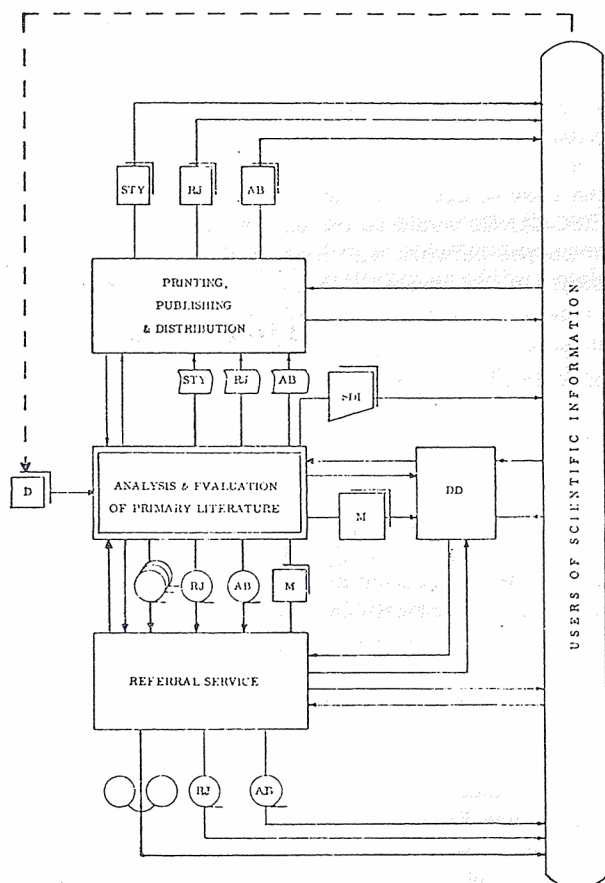 STY
RJ
AB
PRINTING,
PUBLISHING
& DISTRIBUTION
STY
RJ
AB
SDI
D
ANALYSIS & EVALUATION
OF PRIMARY LITERATURE
M
DD
RJ
AB
M
REFERRAL SERVICE
RJ
AB
USERS OF SCIENTIFIC INFORMATION